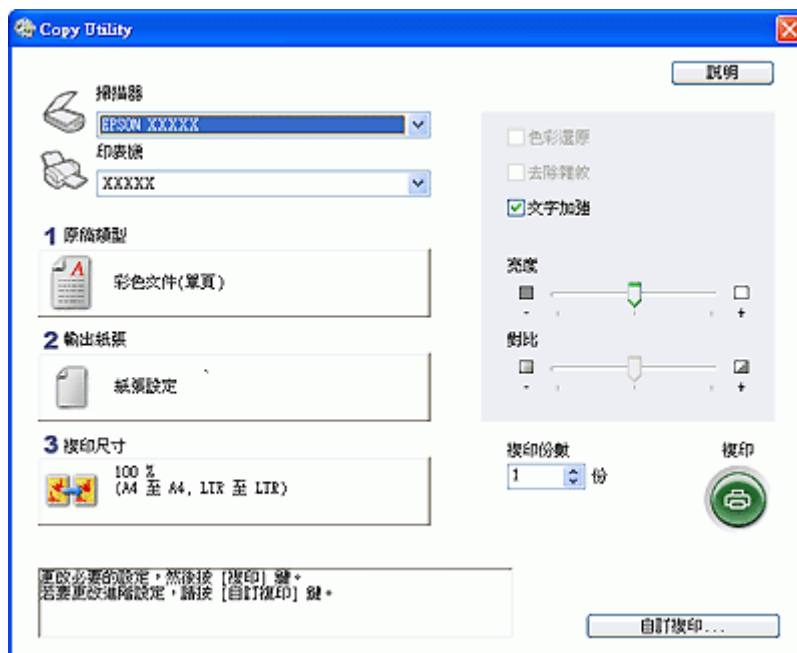 Copy Utility
說明
掃描器
EPSON XXXXX
印表機
XXXXX
1 原稿類型
彩色文件(單頁)
2 輸出紙張
紙張設定
3 複印尺寸
100 %
(A4 至 A4, LTR 至 LTR)
色彩還原
去除雜紋
文字加強
亮度
- +
對比
- +
複印份數
1 份
複印
更改必要的設定，然後按 [複印] 鍵。
若要更改進階設定，請按 [自訂複印] 鍵。
自訂複印...